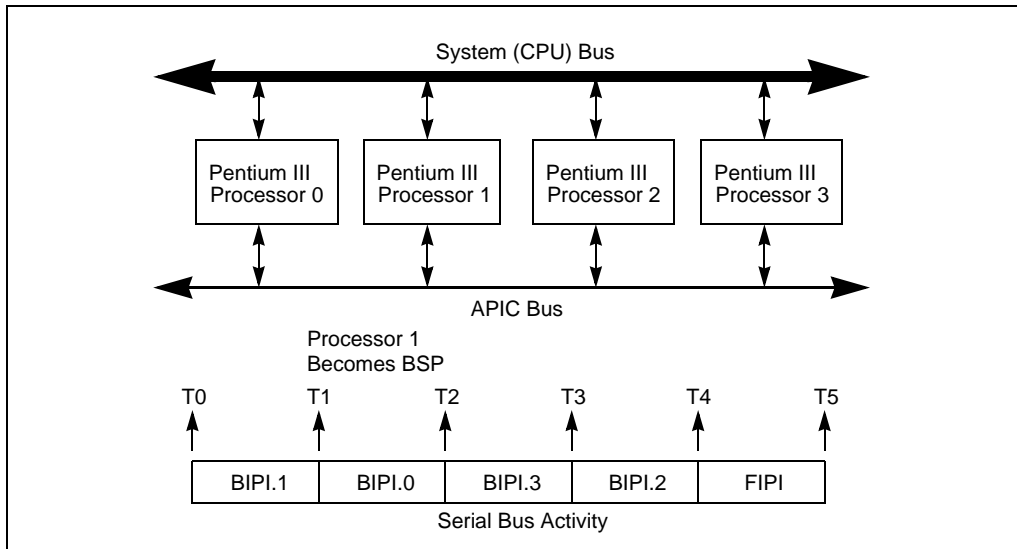 System (CPU) Bus
Pentium III
Processor 0
Pentium III
Processor 1
Pentium III
Processor 2
Pentium III
Processor 3
APIC Bus
Processor 1
Becomes BSP
T0 T1 T2 T3 T4 T5
BIPI.1 BIPI.0 BIPI.3 BIPI.2 FIPI
Serial Bus Activity